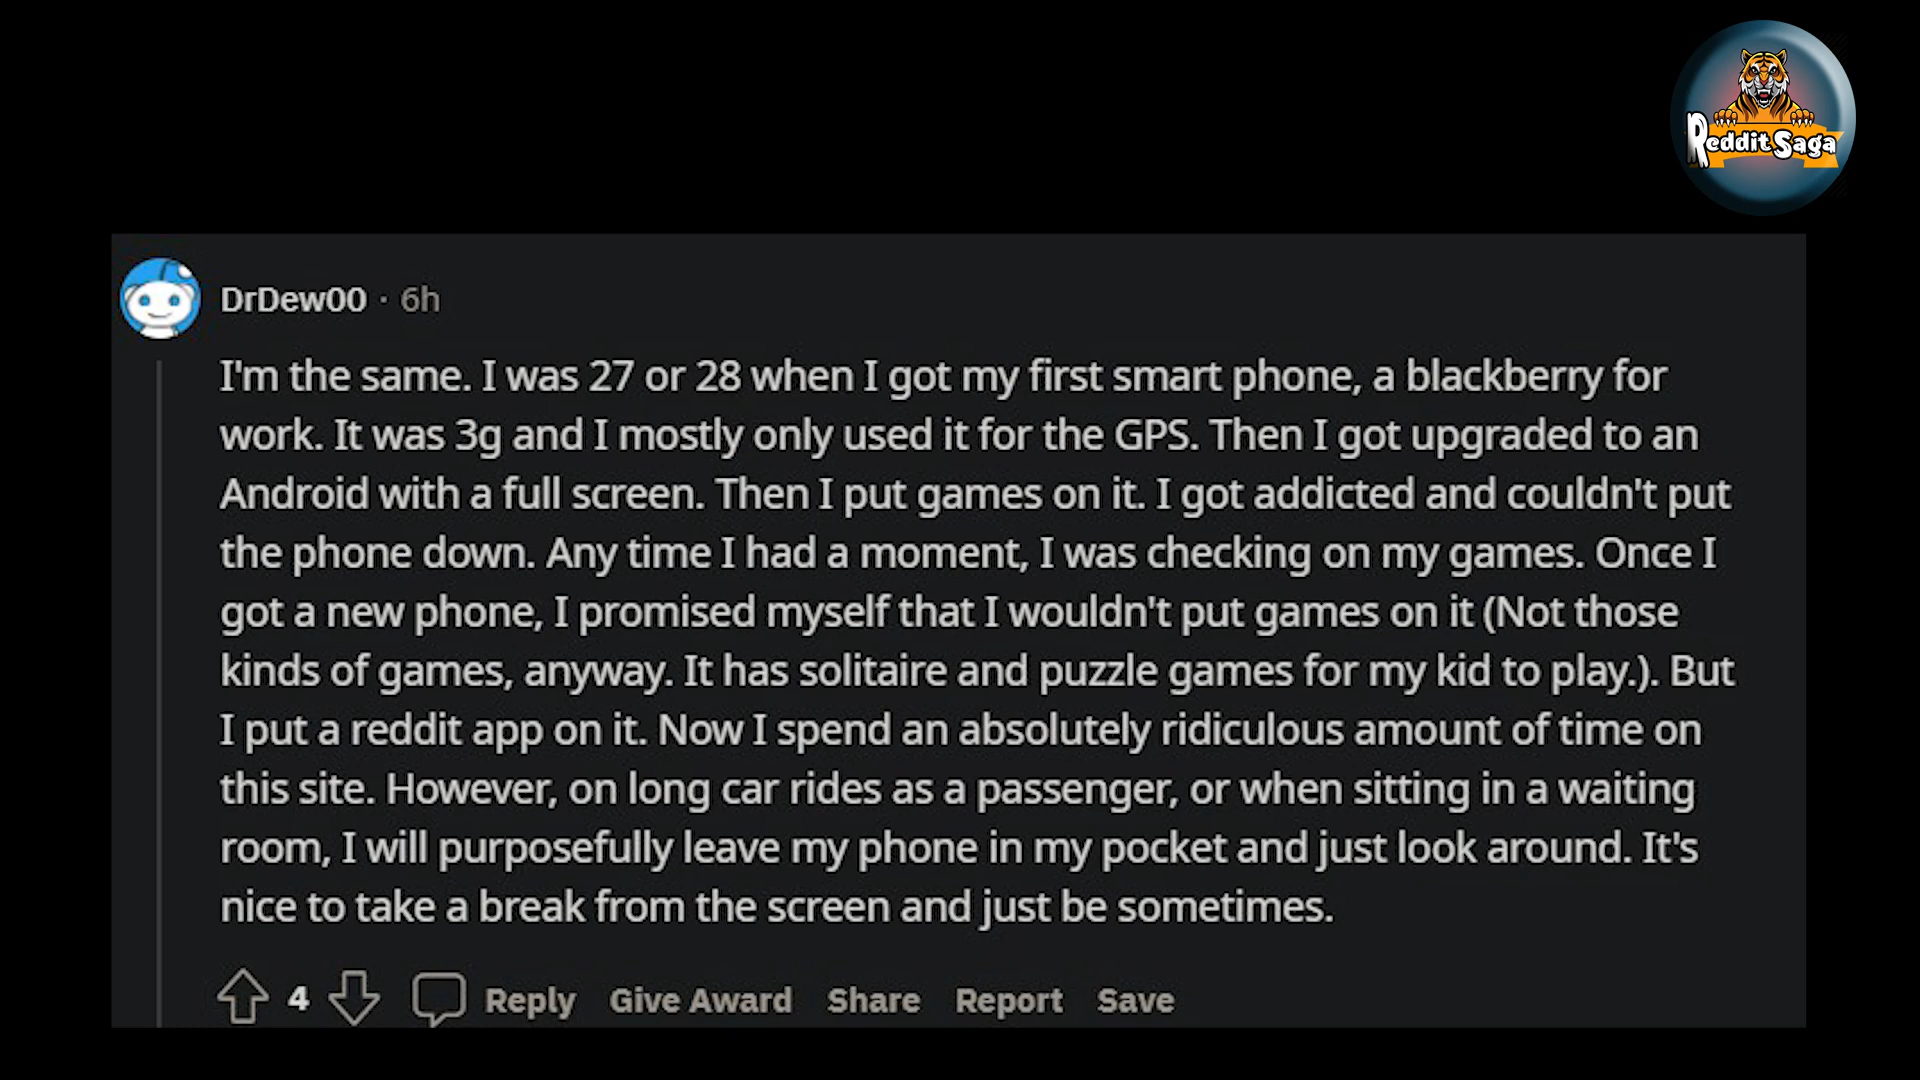 Reddit Saga
DrDew00 · 6h
I'm the same. I was 27 or 28 when I got my first smart phone, a blackberry for
work. It was 3g and I mostly only used it for the GPS. Then I got upgraded to an
Android with a full screen. Then I put games on it. I got addicted and couldn't put
the phone down. Any time I had a moment, I was checking on my games. Once I
got a new phone, I promised myself that I wouldn't put games on it (Not those
kinds of games, anyway. It has solitaire and puzzle games for my kid to play.). But
I put a reddit app on it. Now I spend an absolutely ridiculous amount of time on
this site. However, on long car rides as a passenger, or when sitting in a waiting
room, I will purposefully leave my phone in my pocket and just look around. It's
nice to take a break from the screen and just be sometimes.
4 Reply Give Award Share Report Save